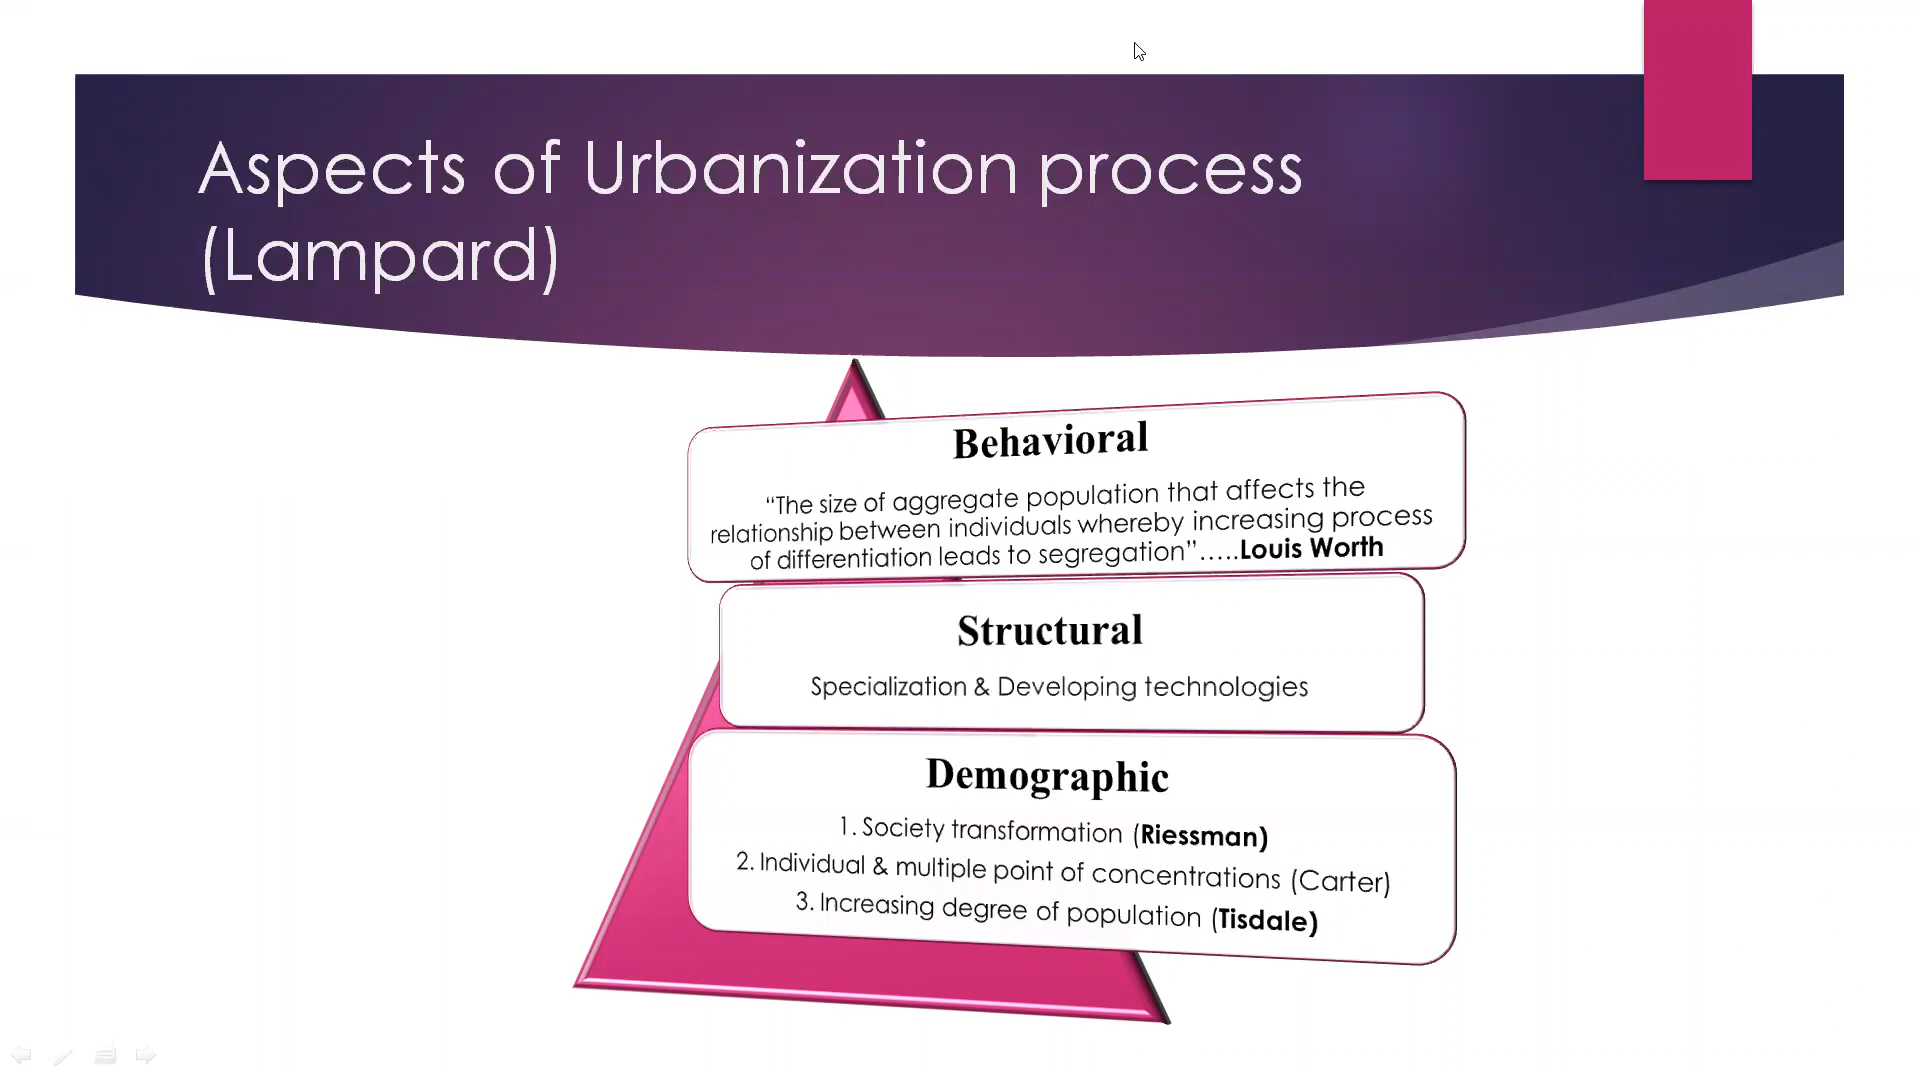 Aspects of Urbanization process
(Lampard)
Behavioral
“The size of aggregate population that affects the
relationship between individuals whereby increasing process
of differentiation leads to segregation”…..Louis Worth
Structural
Specialization & Developing technologies
Demographic
1. Society transformation (Riessman)
2. Individual & multiple point of concentrations (Carter)
3. Increasing degree of population (Tisdale)